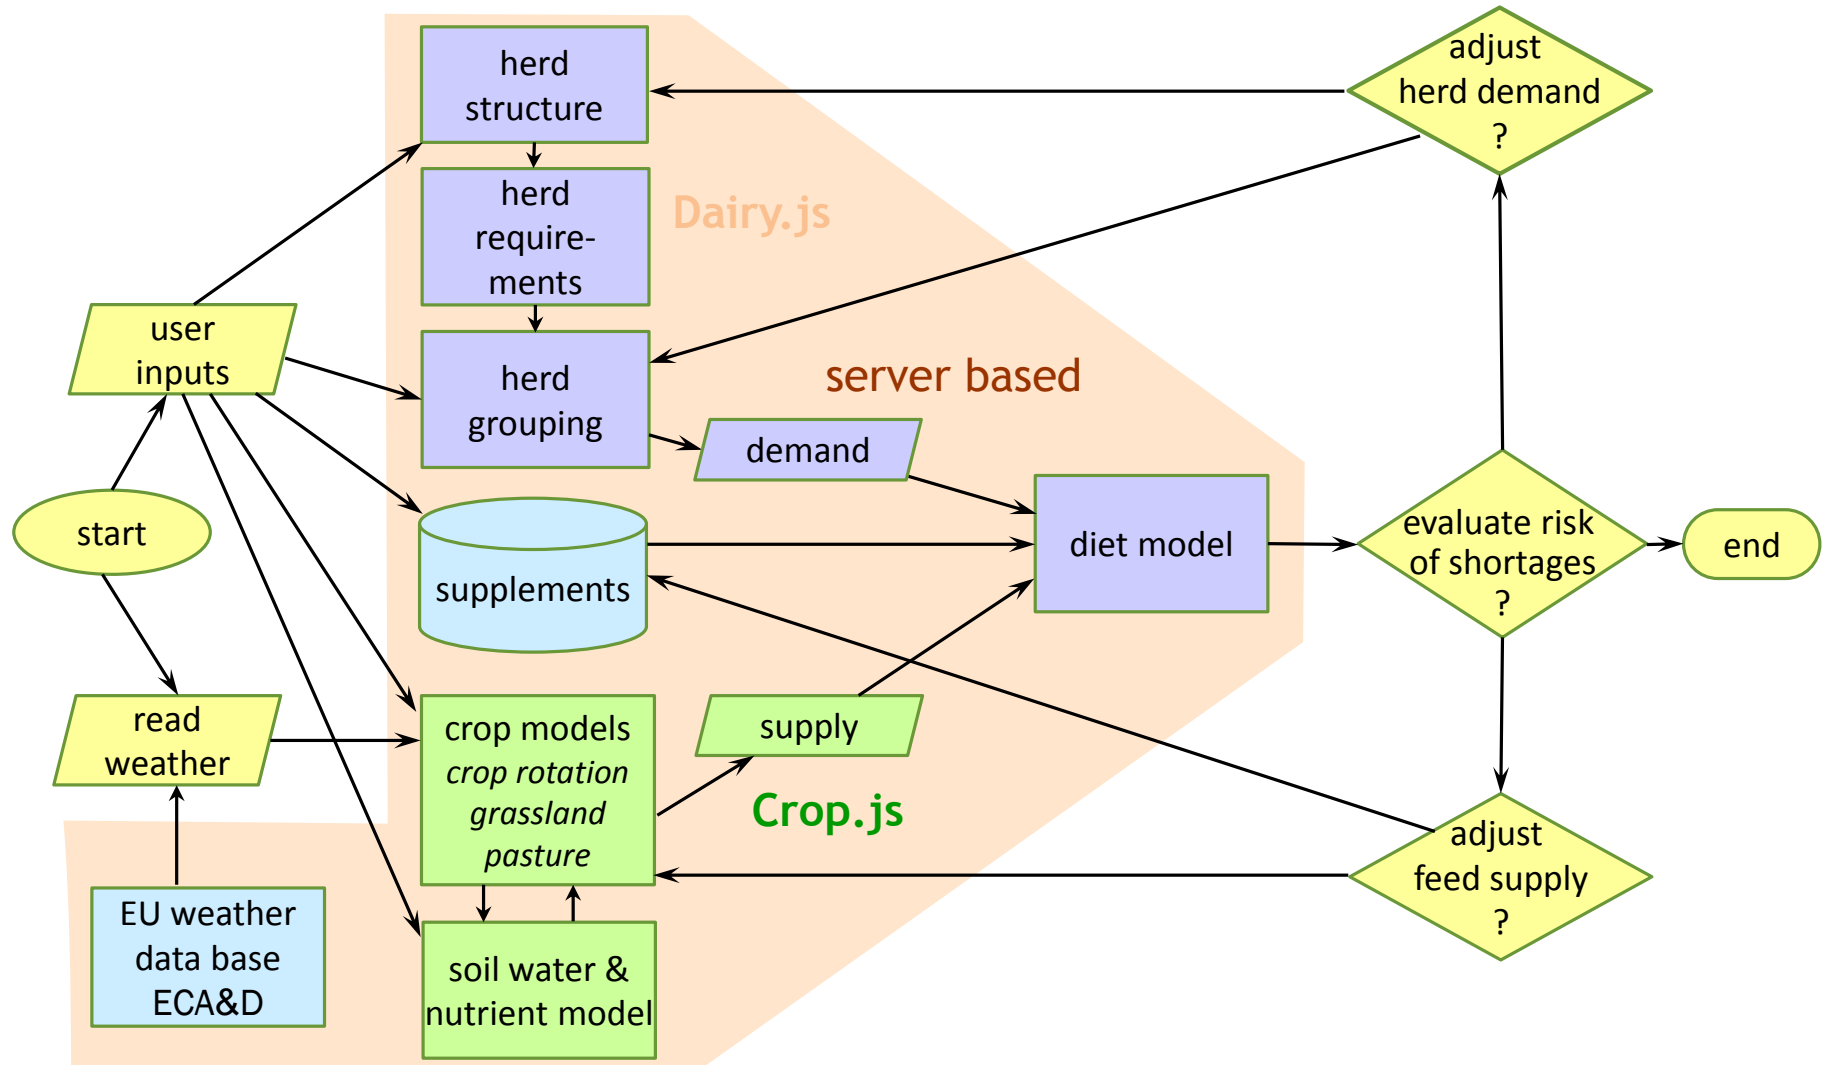 herd
structure
adjust
herd demand
?
herd
require-
ments
Dairy.js
user
inputs
herd
grouping
server based
demand
start
supplements
diet model
evaluate risk
of shortages
?
end
read
weather
crop models
crop rotation
grassland
pasture
supply
Crop.js
adjust
feed supply
?
EU weather
data base
ECA&D
soil water &
nutrient model